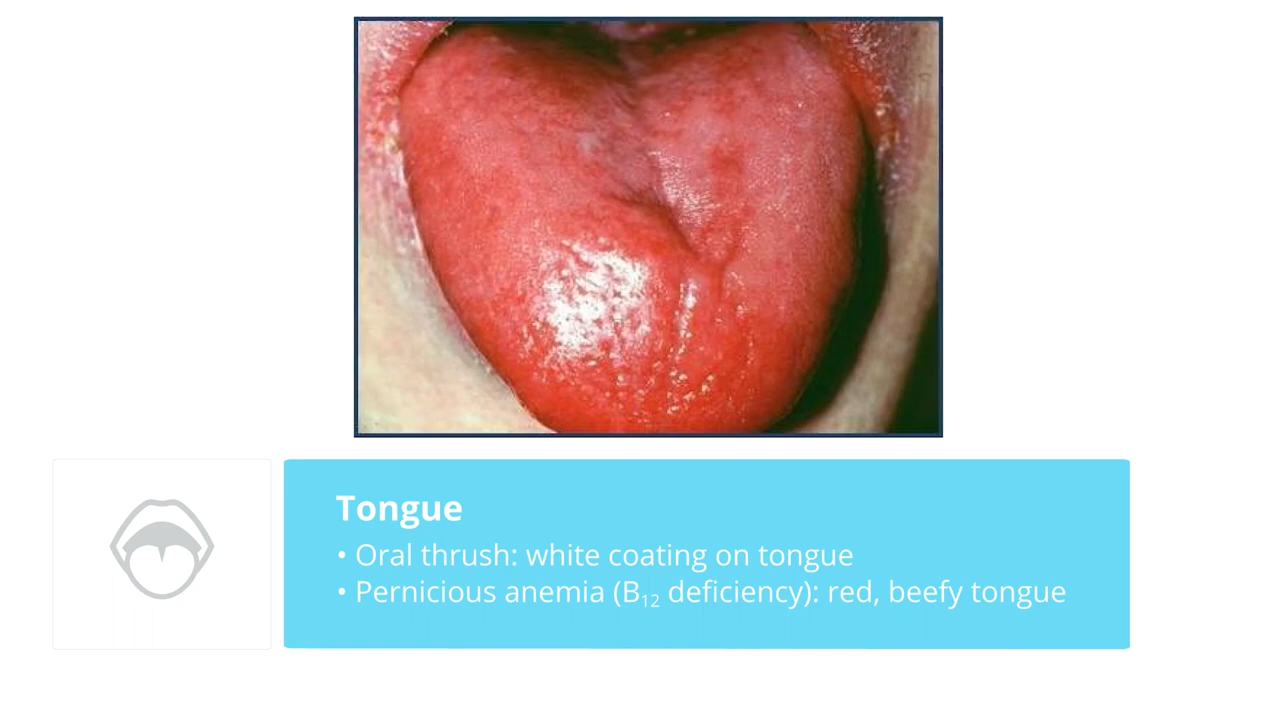 Tongue
• Oral thrush: white coating on tongue
• Pernicious anemia (B₁₂ deficiency): red, beefy tongue